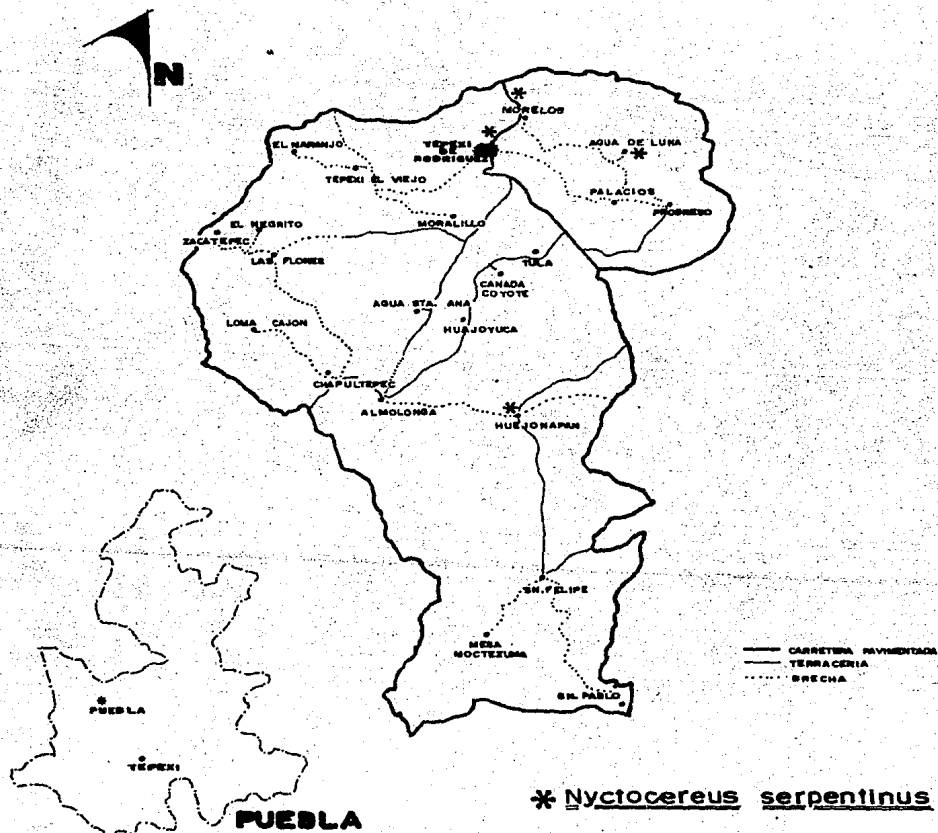 N
MORELOS
TEPEXI
DE
RODRIGUEZ
EL NARANJO
AGUA DE LUNA
TEPEXI EL VIEJO
PALACIOS
PROGRESO
MORALILLO
EL NEGRITO
ZACATEPEC
LAS FLORES
TULA
CANADA
COYOTE
AGUA STA. ANA
HUAJOYUCA
LOMA CAJON
CHAPULTEPEC
ALMOLONGA
HUEJONAPAN
SN. FELIPE
MESA
MOCTEZUMA
SN. PABLO
CARRETERA PAVIMENTADA
TERRACERIA
BRECHA
PUEBLA
TEPEXI
PUEBLA
* Nyctocereus serpentinus